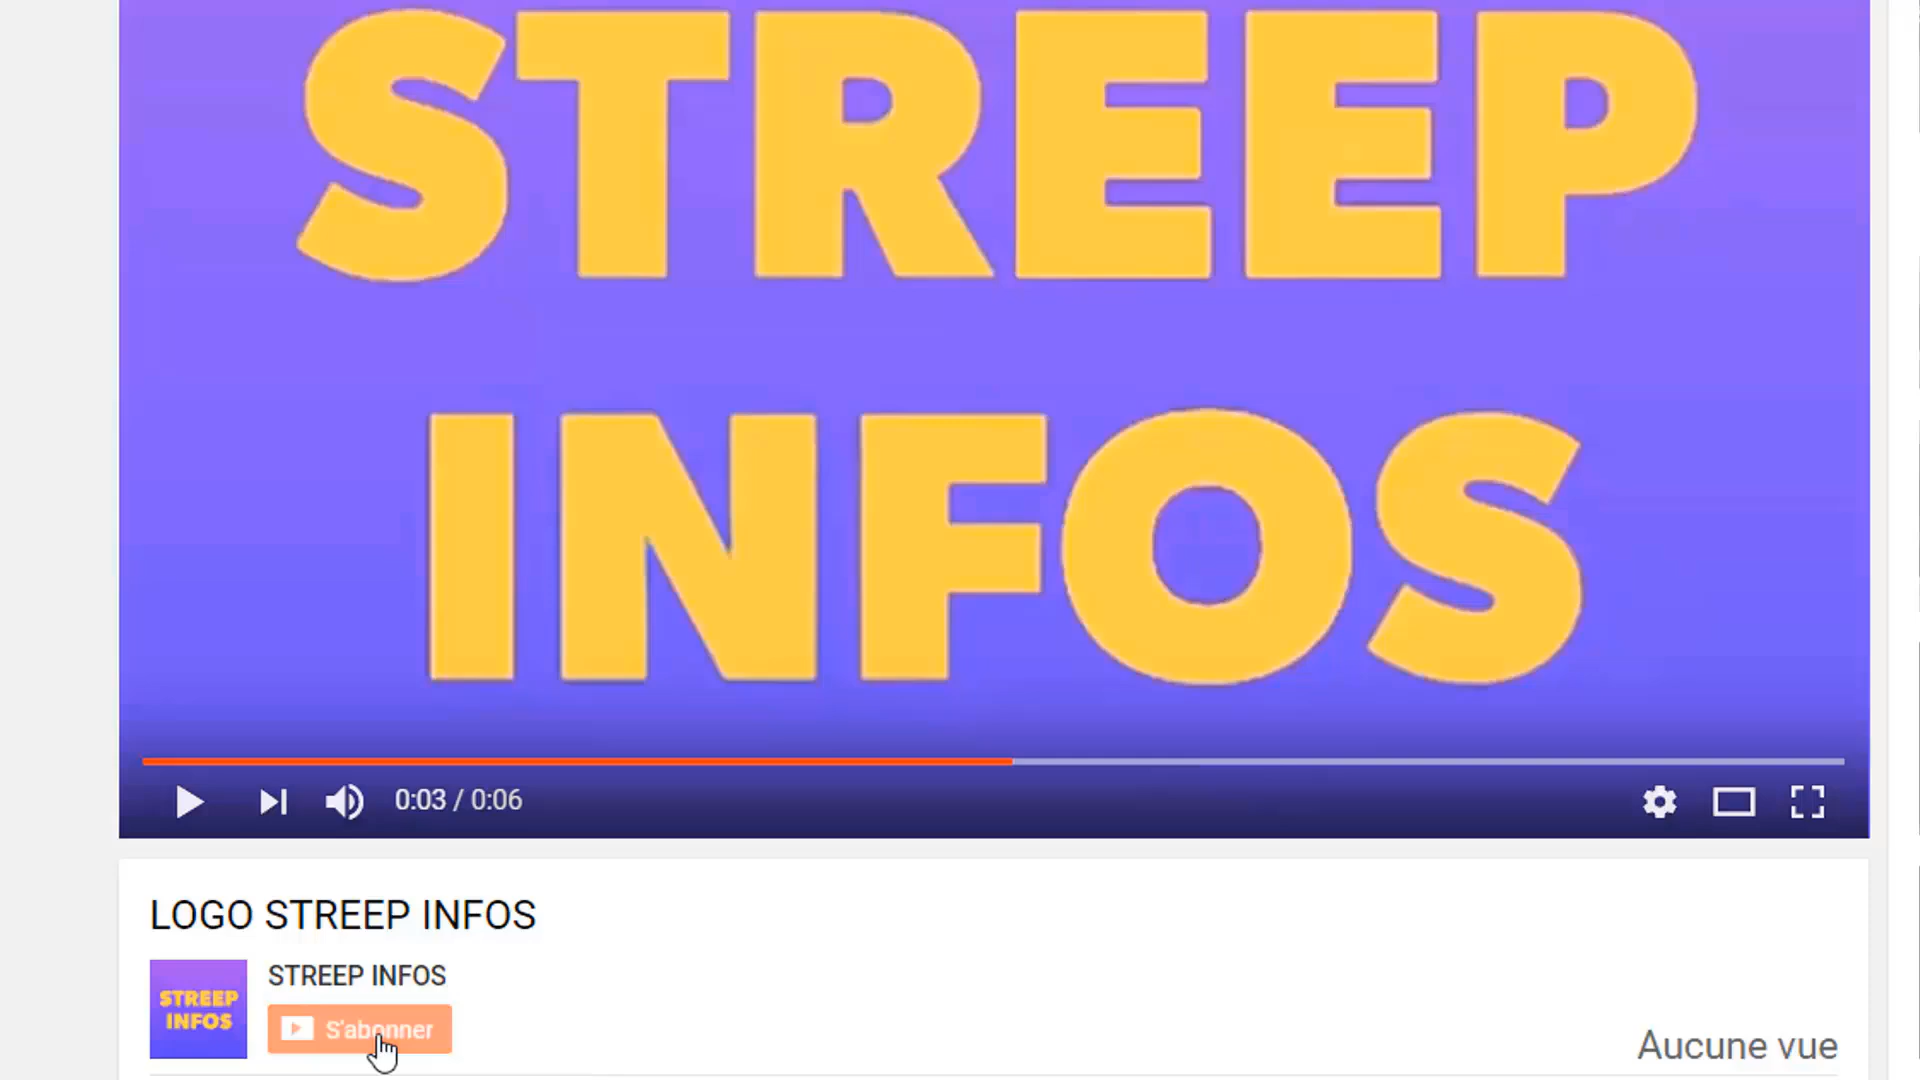 STREEP
INFOS
0:03 / 0:06
LOGO STREEP INFOS
STREEP INFOS
STREEP
INFOS
S'abonner
Aucune vue